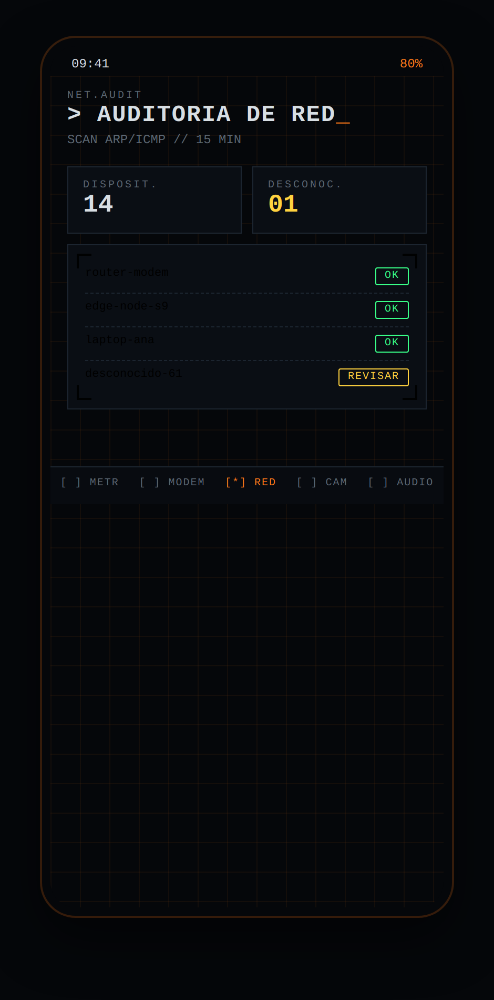 09:41 80%
NET.AUDIT
> AUDITORIA DE RED_
SCAN ARP/ICMP // 15 MIN
DISPOSIT. DESCONOC.
14 01
router-modem OK
edge-node-s9 OK
laptop-ana OK
desconocido-61 REVISAR
[ ] METR [ ] MODEM [*] RED [ ] CAM [ ] AUDIO